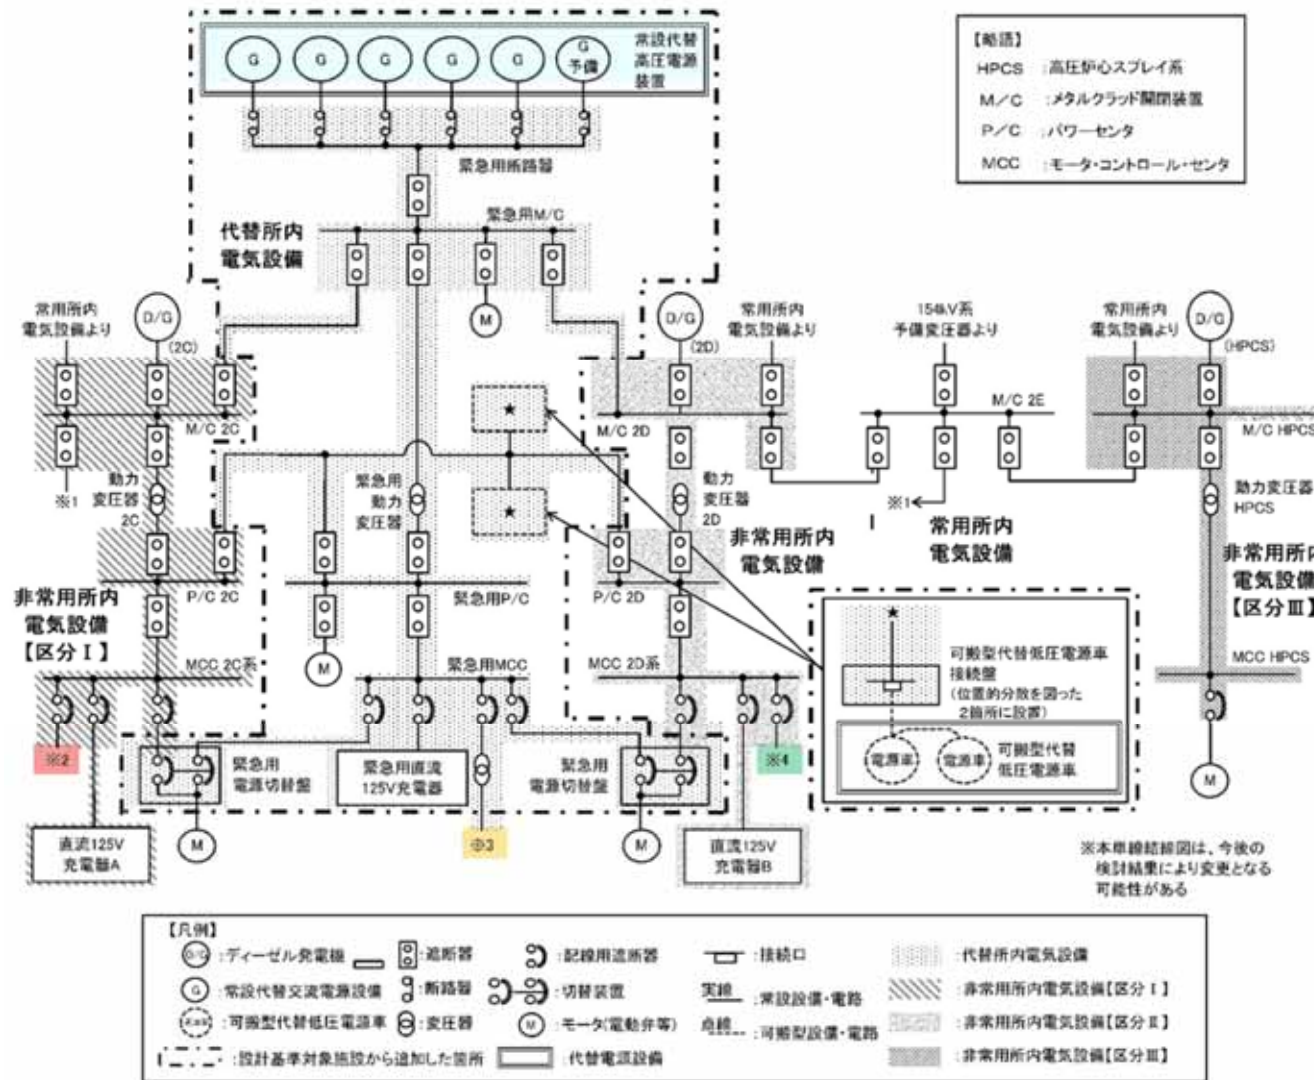 G
G
G
G
G
G
予備
常設代替
高圧電源
装置
【略語】
HPCS :高圧炉心スプレイ系
M/C :メタルクラッド開閉装置
P/C :パワーセンタ
MCC :モータ・コントロール・センタ
緊急用断路器
緊急用M/C
代替所内
電気設備
常用所内
電気設備より
D/G
(2C)
M
D/G
(2D)
常用所内
電気設備より
154kV系
予備変圧器より
常用所内
電気設備より
D/G
(HPCS)
M/C 2C
★
M/C 2D
M/C 2E
M/C HPCS
※1
動力
変圧器
2C
緊急用
動力
変圧器
★
動力
変圧器
2D
※1
常用所内
電気設備
動力変圧器
HPCS
非常用所内
電気設備
非常用所内
電気設備
【区分Ⅲ】
P/C 2C
緊急用P/C
P/C 2D
非常用所内
電気設備
【区分Ⅰ】
M
MCC 2C系
緊急用MCC
MCC 2D系
MCC HPCS
★
可搬型代替低圧電源車
接続盤
(位置的分散を図った
2箇所に設置)
電源車
電源車
可搬型代替
低圧電源車
※2
緊急用
電源切替盤
緊急用直流
125V充電器
緊急用
電源切替盤
※4
M
直流125V
充電器A
M
※3
M
直流125V
充電器B
※本単線結線図は、今後の
検討結果により変更となる
可能性がある
【凡例】
D/G :ディーゼル発電機
:遮断器
:配線用遮断器
:接続口
:代替所内電気設備
G :常設代替交流電源設備
:断路器
:切替装置
実線 :常設設備・電路
:非常用所内電気設備【区分Ⅰ】
:可搬型代替低圧電源車
:変圧器
M :モータ(電動弁等)
点線 :可搬型設備・電路
:非常用所内電気設備【区分Ⅱ】
:設計基準対象施設から追加した箇所
:代替電源設備
:非常用所内電気設備【区分Ⅲ】